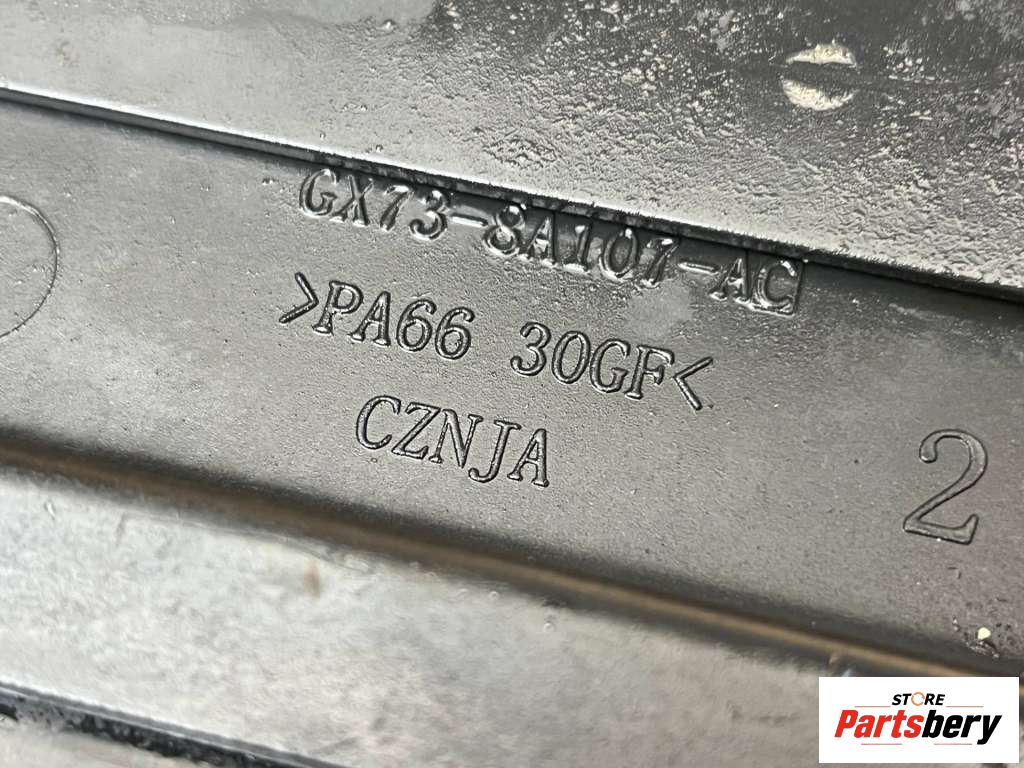 GX73-8A107-AC
>PA66 30GF<
CZNJA
2
STORE
Partsbery